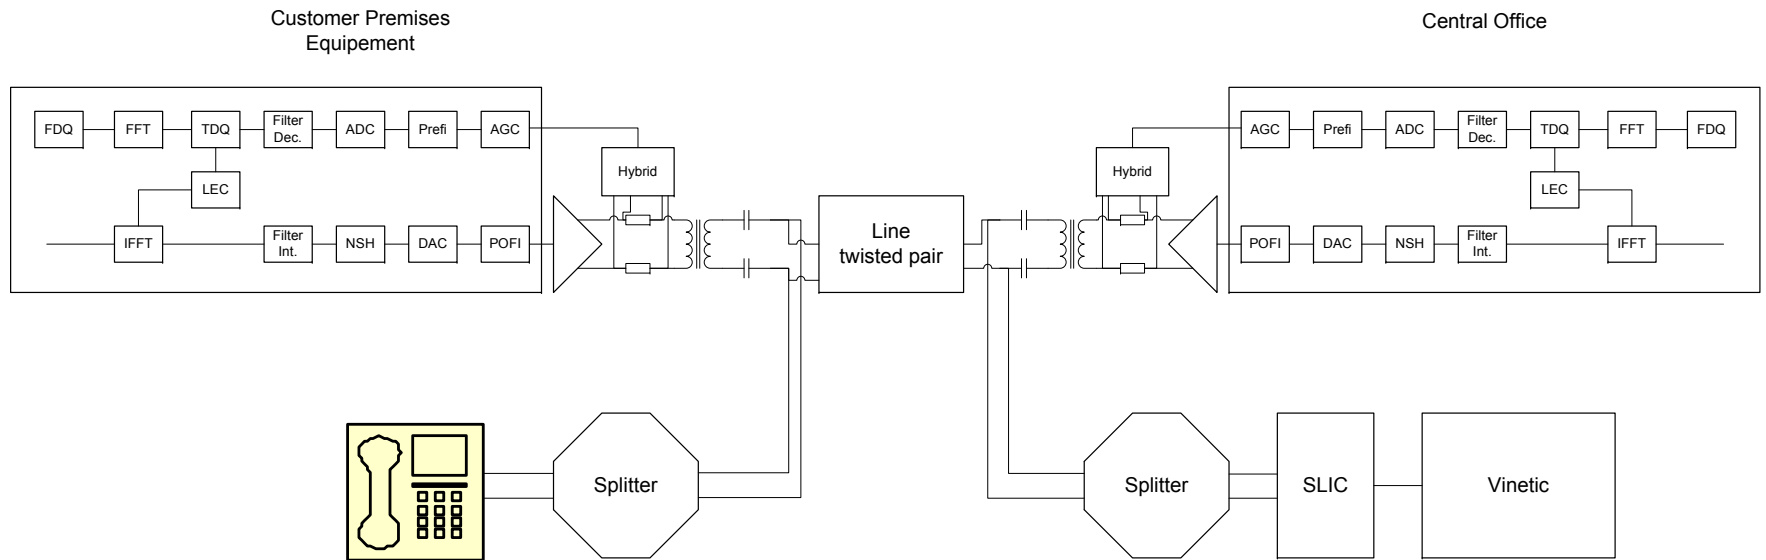 Customer Premises
Equipement
Central Office
FDQ
FFT
TDQ
Filter
Dec.
ADC
Prefi
AGC
AGC
Prefi
ADC
Filter
Dec.
TDQ
FFT
FDQ
Hybrid
Hybrid
LEC
LEC
Line
twisted pair
IFFT
Filter
Int.
NSH
DAC
POFI
POFI
DAC
NSH
Filter
Int.
IFFT
Splitter
Splitter
SLIC
Vinetic